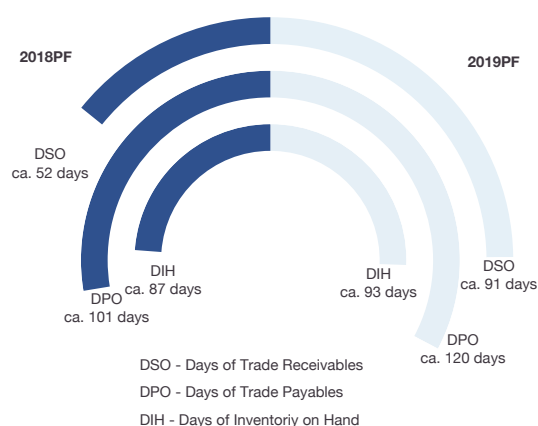 2018PF
2019PF
DSO
ca. 52 days
DIH
ca. 87 days
DPO
ca. 101 days
DIH
ca. 93 days
DSO
ca. 91 days
DPO
ca. 120 days
DSO - Days of Trade Receivables
DPO - Days of Trade Payables
DIH - Days of Inventoriy on Hand